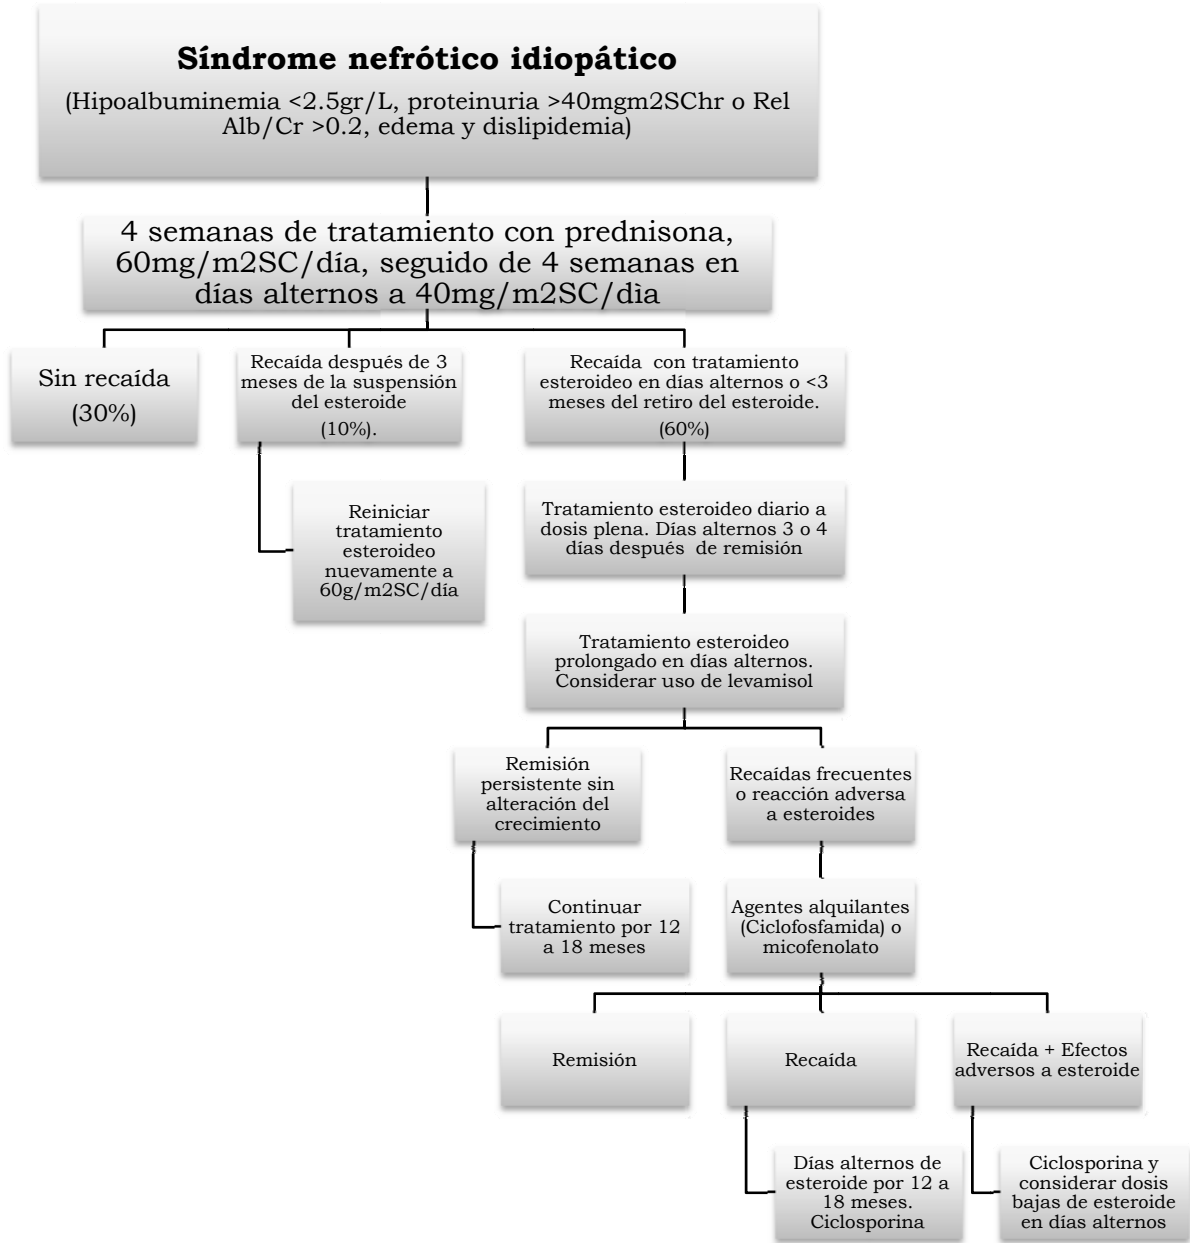 Síndrome nefrótico idiopático
(Hipoalbuminemia <2.5gr/L, proteinuria >40mgm2SChr o Rel
Alb/Cr >0.2, edema y dislipidemia)
4 semanas de tratamiento con prednisona,
60mg/m2SC/día, seguido de 4 semanas en
días alternos a 40mg/m2SC/dìa
Sin recaída
(30%)
Recaída después de 3
meses de la suspensión
del esteroide
(10%).
Recaída con tratamiento
esteroideo en días alternos o <3
meses del retiro del esteroide.
(60%)
Reiniciar
tratamiento
esteroideo
nuevamente a
60g/m2SC/día
Tratamiento esteroideo diario a
dosis plena. Días alternos 3 o 4
días después de remisión
Tratamiento esteroideo
prolongado en días alternos.
Considerar uso de levamisol
Remisión
persistente sin
alteración del
crecimiento
Recaídas frecuentes
o reacción adversa
a esteroides
Continuar
tratamiento por 12
a 18 meses
Agentes alquilantes
(Ciclofosfamida) o
micofenolato
Remisión
Recaída
Recaída + Efectos
adversos a esteroide
Días alternos de
esteroide por 12 a
18 meses.
Ciclosporina
Ciclosporina y
considerar dosis
bajas de esteroide
en días alternos